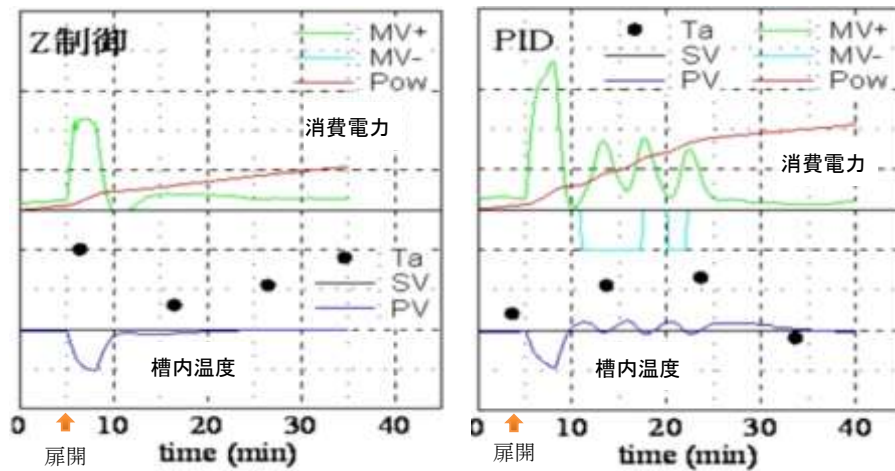 Z制御
MV+
MV-
Pow
消費電力
Ta
SV
PV
槽内温度
0 10 20 30 40
time (min)
扉開
PID
Ta
SV
PV
MV+
MV-
Pow
消費電力
槽内温度
0 10 20 30 40
time (min)
扉開